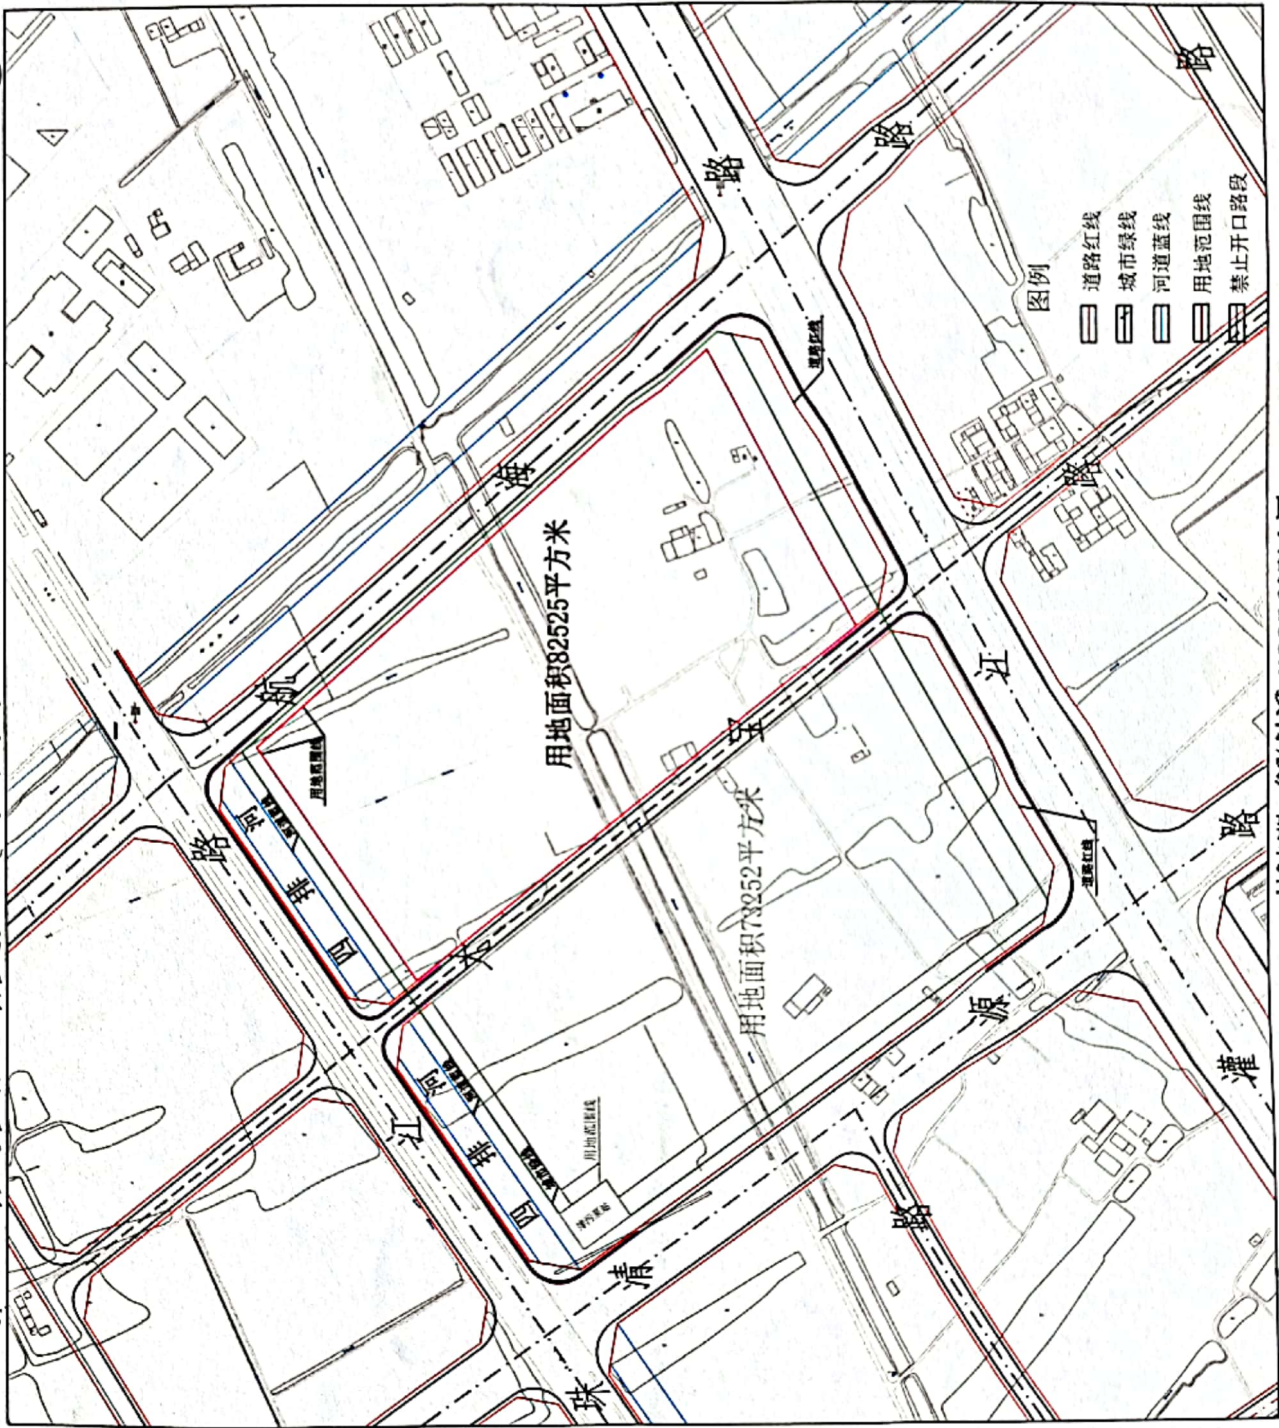 珠江路
四排河
四排河
航海路
天宝路
清源路
灌江路
路
路
用地面积82525平方米
用地面积73252平方米
用地范围线
用地范围线
道路红线
道路红线
图例
道路红线
城市绿线
河道蓝线
用地范围线
禁止开口路段